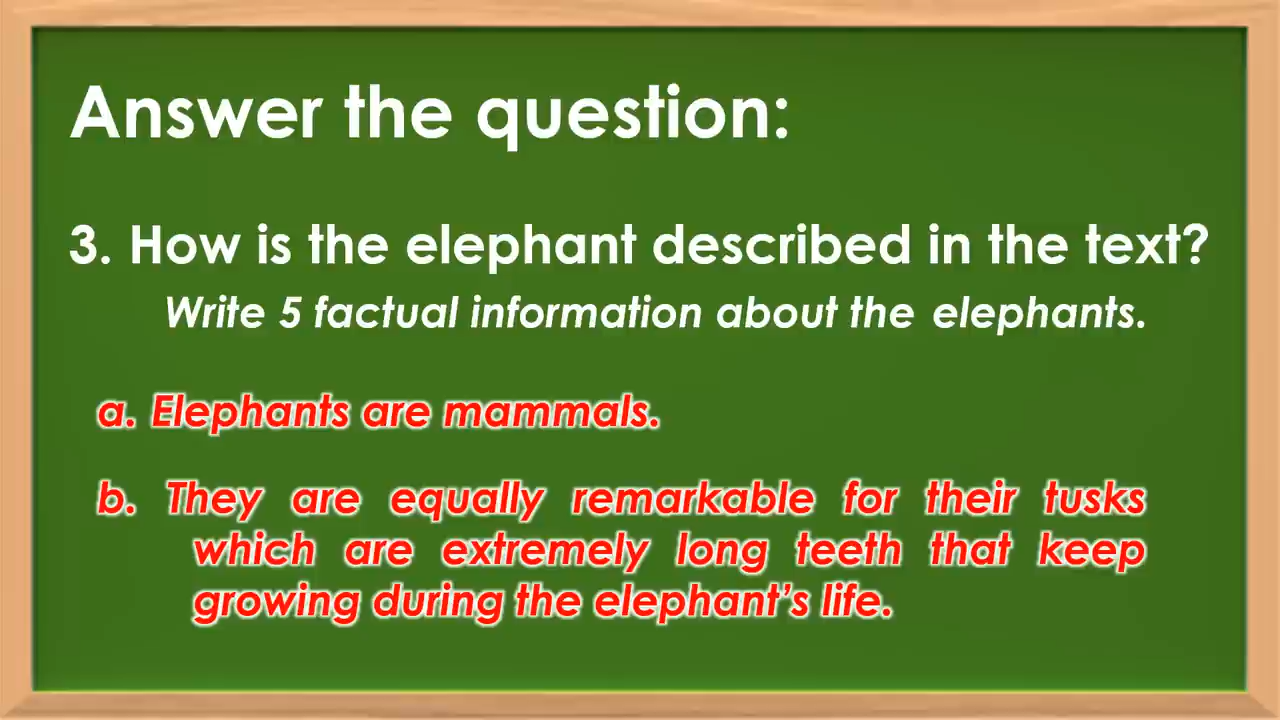 Answer the question:
3. How is the elephant described in the text?
Write 5 factual information about the elephants.
a. Elephants are mammals.
b. They are equally remarkable for their tusks
which are extremely long teeth that keep
growing during the elephant's life.